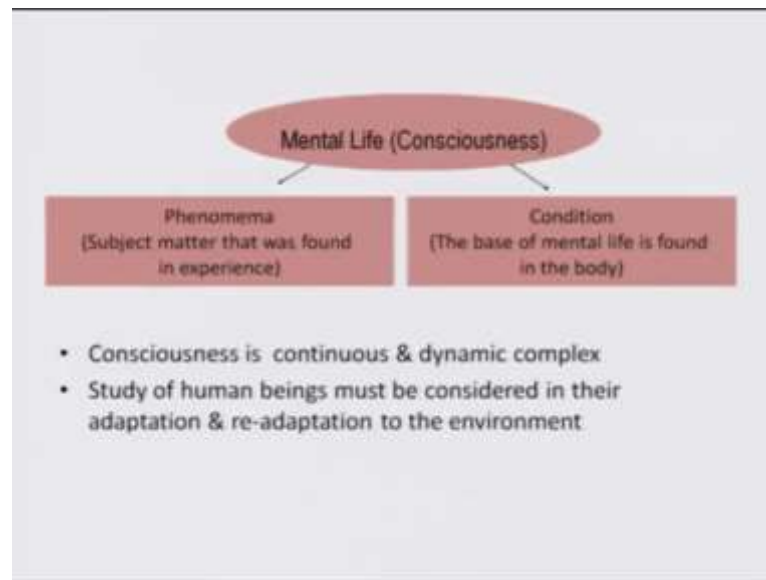 Mental Life (Consciousness)
Phenomema
(Subject matter that was found
in experience)
Condition
(The base of mental life is found
in the body)
• Consciousness is continuous & dynamic complex
• Study of human beings must be considered in their
adaptation & re-adaptation to the environment